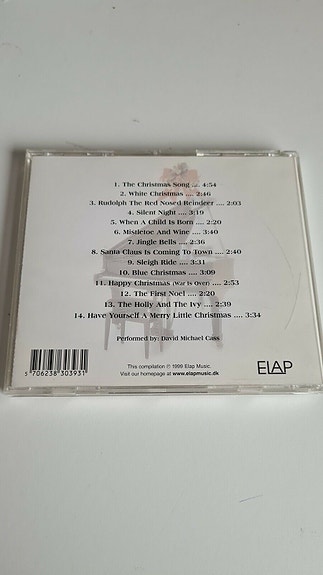 1. The Christmas Song .... 4:54
2. White Christmas .... 2:46
3. Rudolph The Red Nosed Reindeer .... 2:03
4. Silent Night .... 3:19
5. When A Child Is Born .... 2:20
6. Mistletoe And Wine .... 3:40
7. Jingle Bells .... 2:36
8. Santa Claus Is Coming To Town .... 2:40
9. Sleigh Ride .... 3:31
10. Blue Christmas .... 3:09
11. Happy Christmas (War Is Over) .... 2:53
12. The First Noel .... 2:20
13. The Holly And The Ivy .... 2:39
14. Have Yourself A Merry Little Christmas .... 3:34
Performed by: David Michael Cass
This compilation ℗ 1999 Elap Music.
Visit our homepage at www.elapmusic.dk
5 706238 303931
ELAP